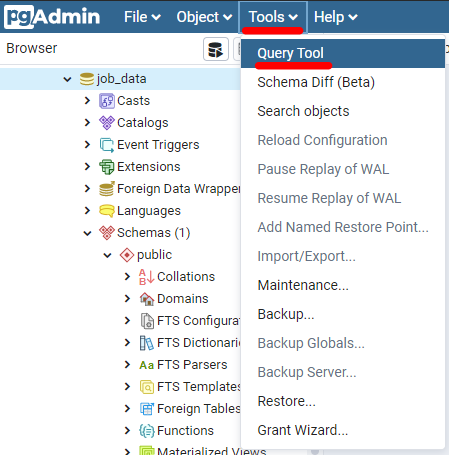 pgAdmin File Object Tools Help
Browser
job_data
Casts
Catalogs
Event Triggers
Extensions
Foreign Data Wrapper
Languages
Schemas (1)
public
Collations
Domains
FTS Configura
FTS Dictionarie
FTS Parsers
FTS Templates
Foreign Tables
Functions
Materialized Views
Query Tool
Schema Diff (Beta)
Search objects
Reload Configuration
Pause Replay of WAL
Resume Replay of WAL
Add Named Restore Point...
Import/Export...
Maintenance...
Backup...
Backup Globals...
Backup Server...
Restore...
Grant Wizard...